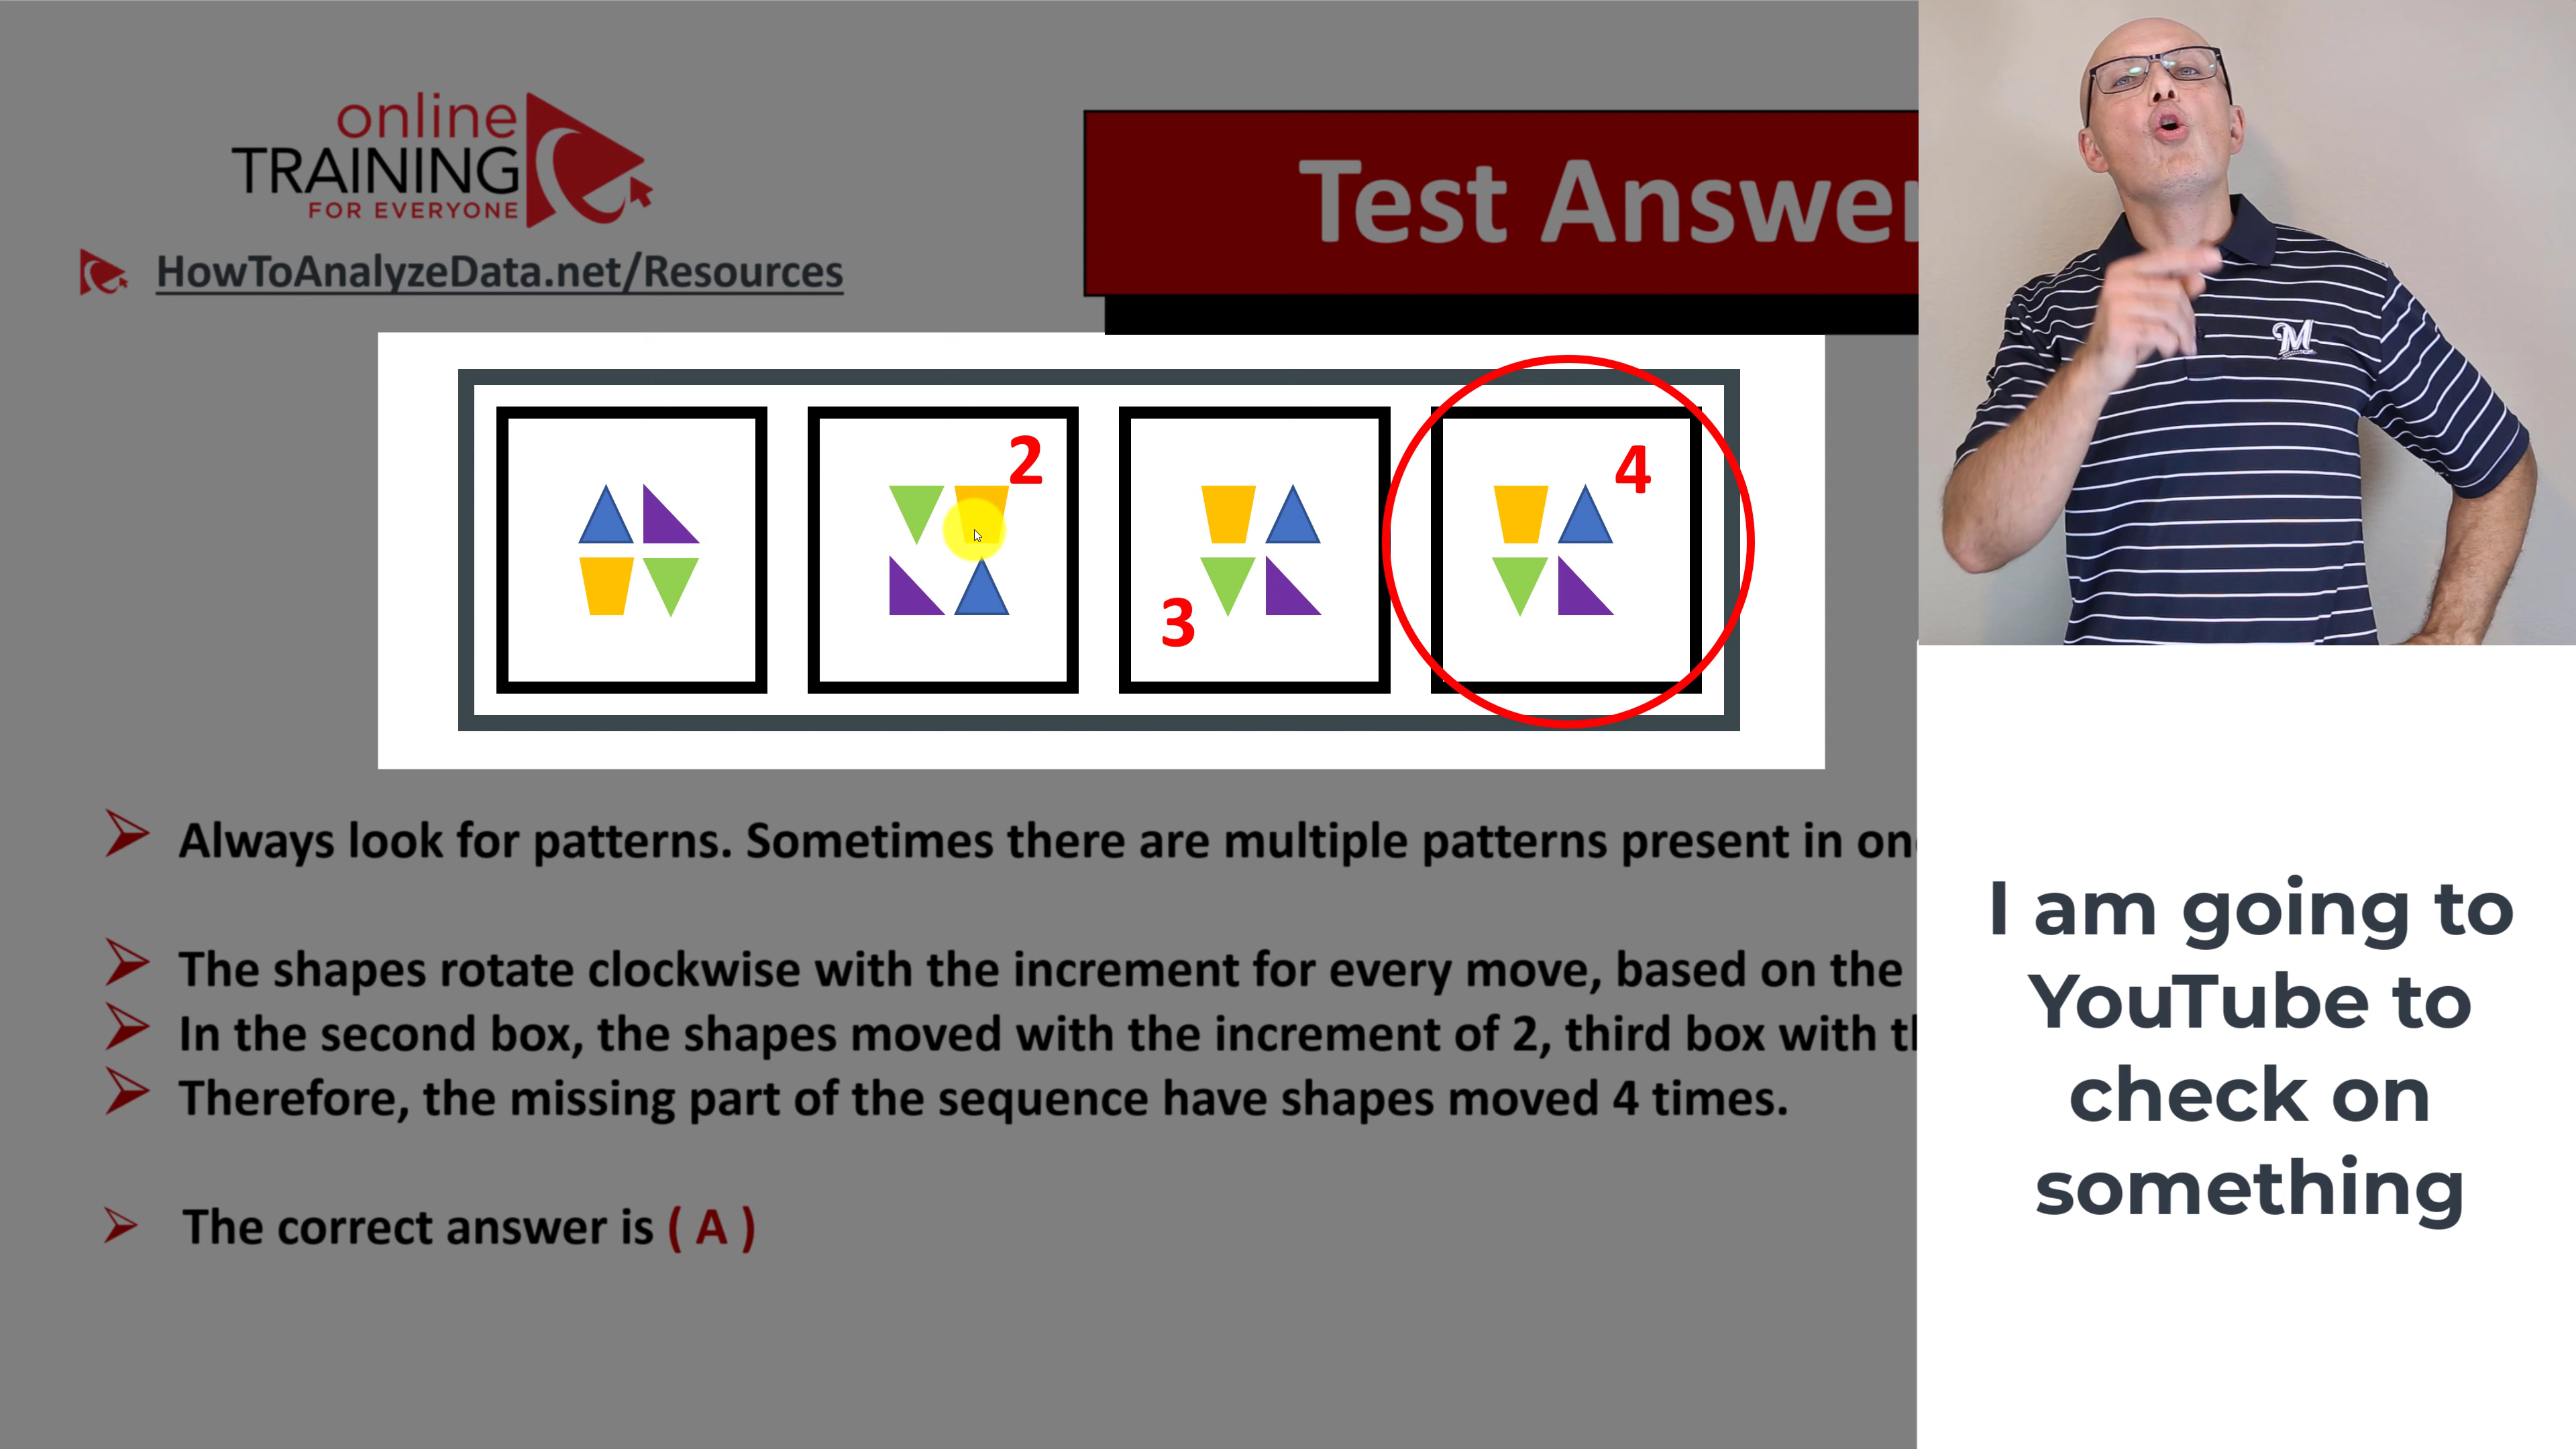 online
TRAINING
FOR EVERYONE
HowToAnalyzeData.net/Resources
Test Answer
2
3
4
M
Always look for patterns. Sometimes there are multiple patterns present in on
The shapes rotate clockwise with the increment for every move, based on the
In the second box, the shapes moved with the increment of 2, third box with t
Therefore, the missing part of the sequence have shapes moved 4 times.
The correct answer is ( A )
I am going to
YouTube to
check on
something